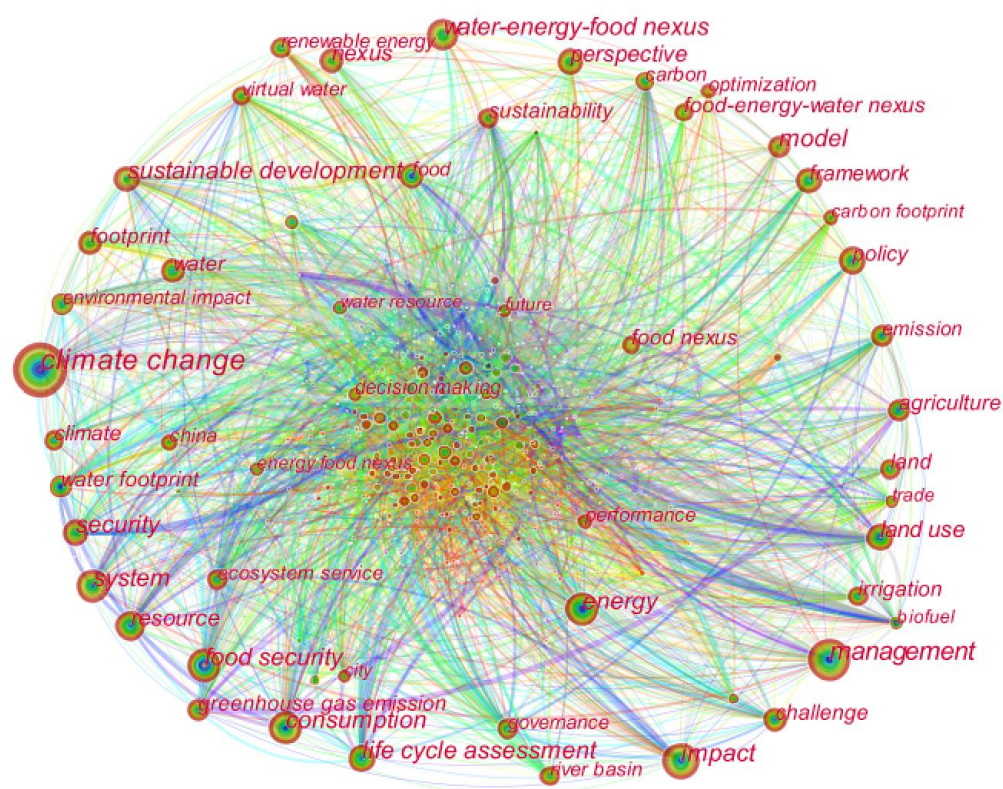 water-energy-food nexus
renewable energy
nexus
perspective
carbon
optimization
virtual water
food-energy-water nexus
sustainability
model
sustainable development
food
framework
carbon footprint
footprint
policy
water
environmental impact
water resource
future
emission
food nexus
climate change
decision making
agriculture
climate
china
energy food nexus
land
water footprint
trade
performance
security
land use
ecosystem service
system
irrigation
energy
resource
biofuel
food security
management
city
greenhouse gas emission
consumption
governance
challenge
life cycle assessment
impact
river basin